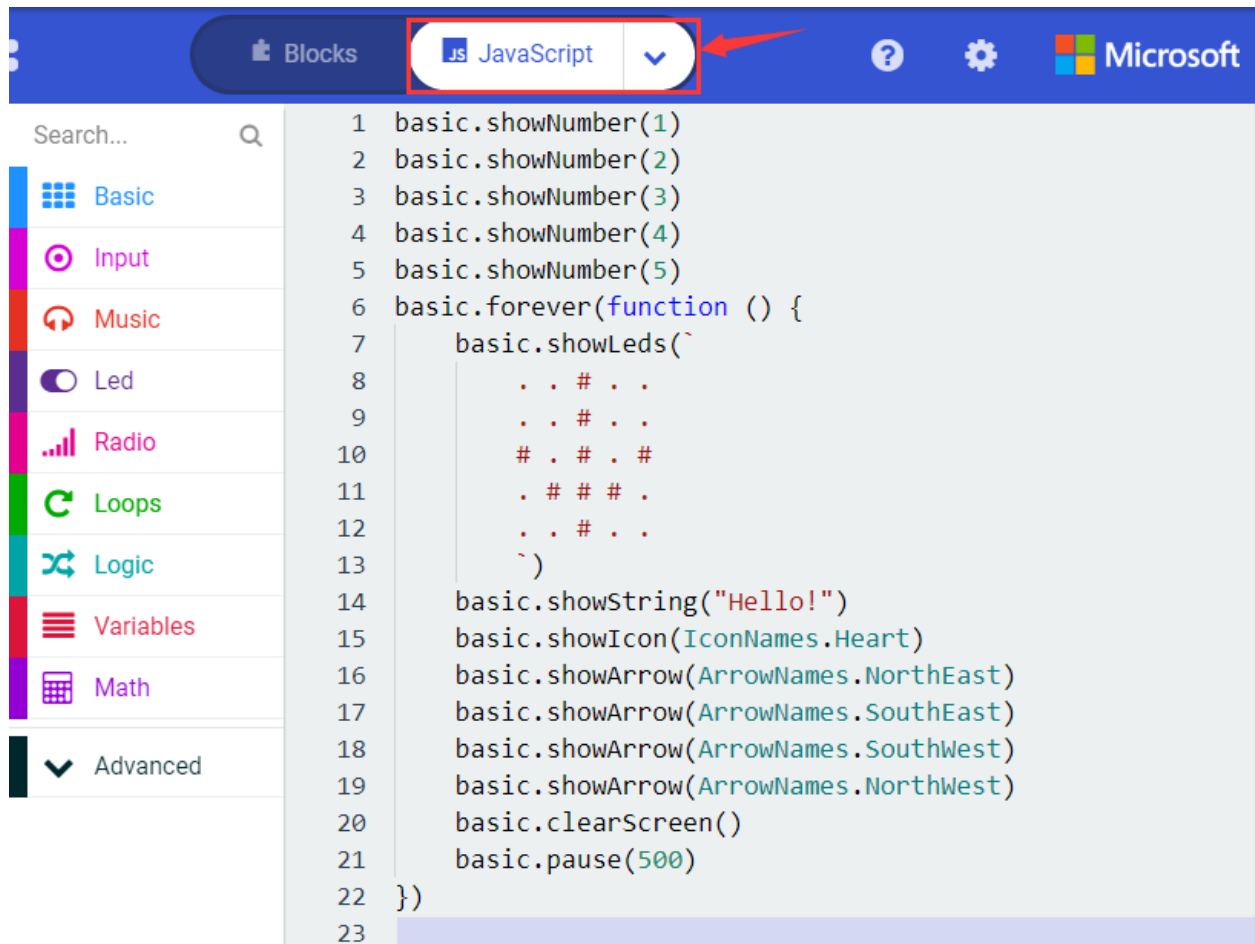 Blocks
JS JavaScript
?
Microsoft
Search...
Basic
Input
Music
Led
Radio
Loops
Logic
Variables
Math
Advanced
1 basic.showNumber(1)
2 basic.showNumber(2)
3 basic.showNumber(3)
4 basic.showNumber(4)
5 basic.showNumber(5)
6 basic.forever(function () {
7     basic.showLeds(`
8         . . # . .
9         . . # . .
10         # . # . #
11         . # # # .
12         . . # . .
13         `)
14     basic.showString("Hello!")
15     basic.showIcon(IconNames.Heart)
16     basic.showArrow(ArrowNames.NorthEast)
17     basic.showArrow(ArrowNames.SouthEast)
18     basic.showArrow(ArrowNames.SouthWest)
19     basic.showArrow(ArrowNames.NorthWest)
20     basic.clearScreen()
21     basic.pause(500)
22 })
23